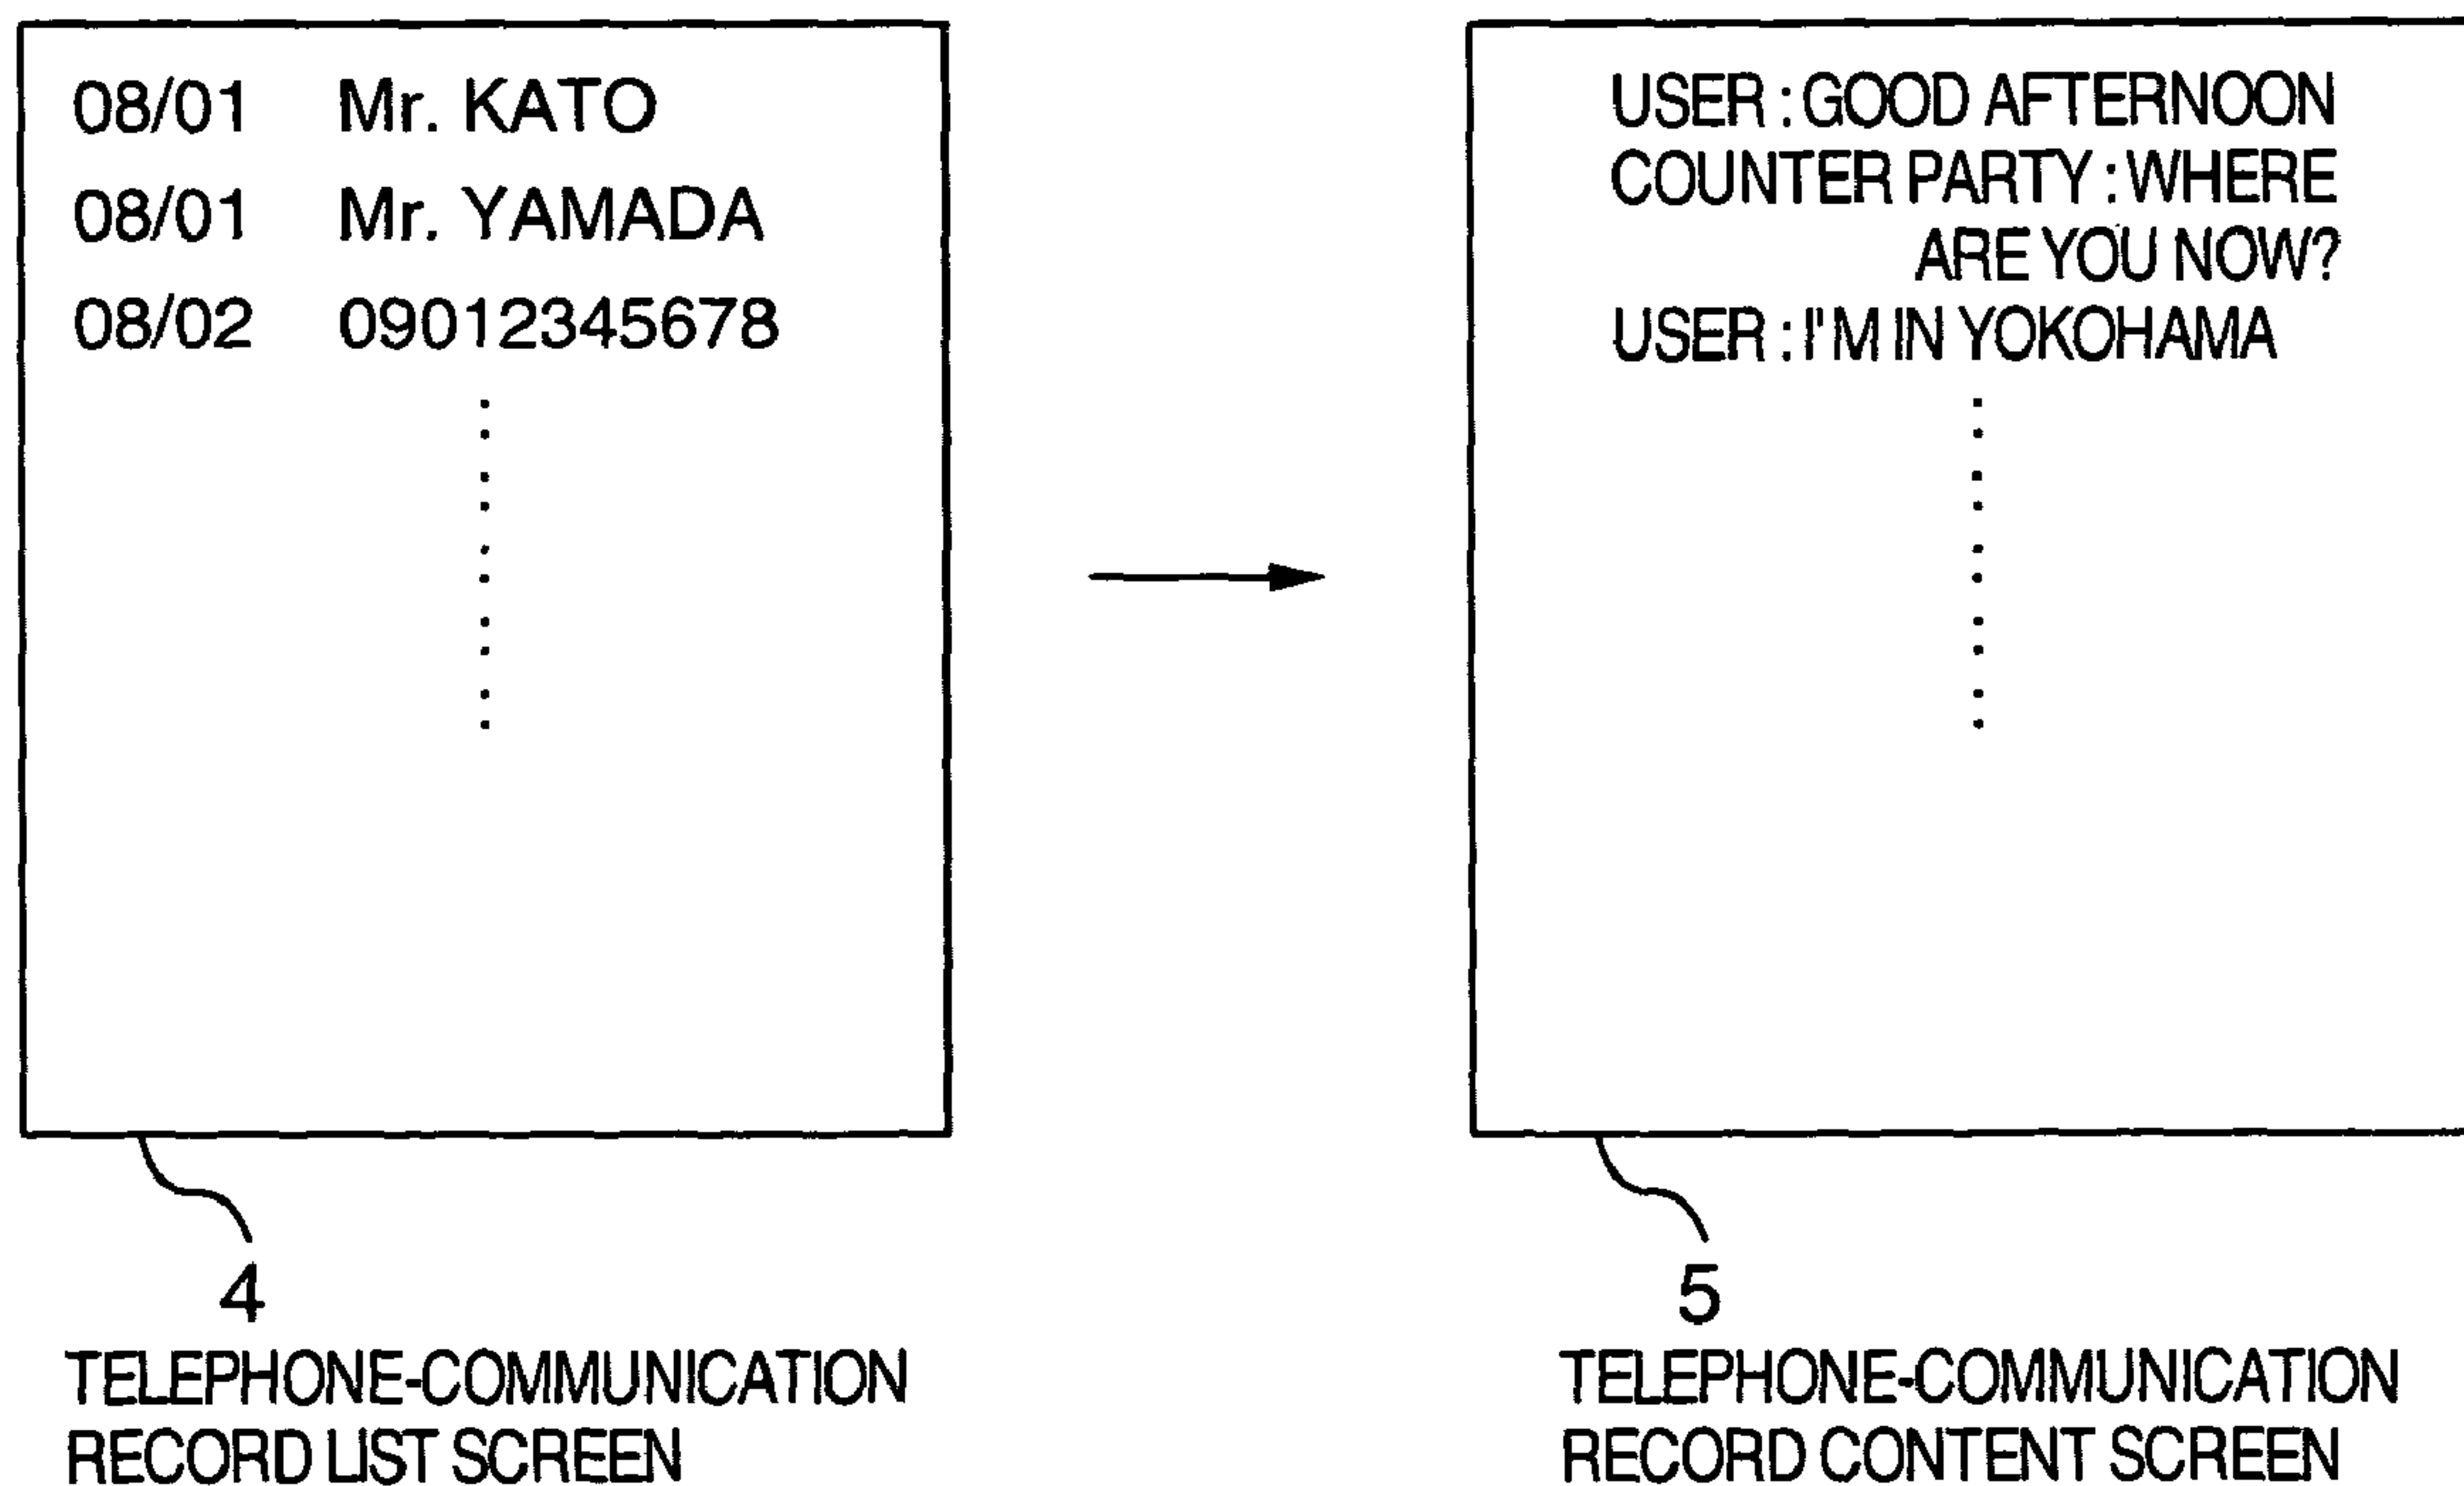 08/01 Mr. KATO
08/01 Mr. YAMADA
08/02 09012345678
4
TELEPHONE-COMMUNICATION
RECORD LIST SCREEN
USER : GOOD AFTERNOON
COUNTER PARTY : WHERE
ARE YOU NOW?
USER : I'M IN YOKOHAMA
5
TELEPHONE-COMMUNICATION
RECORD CONTENT SCREEN